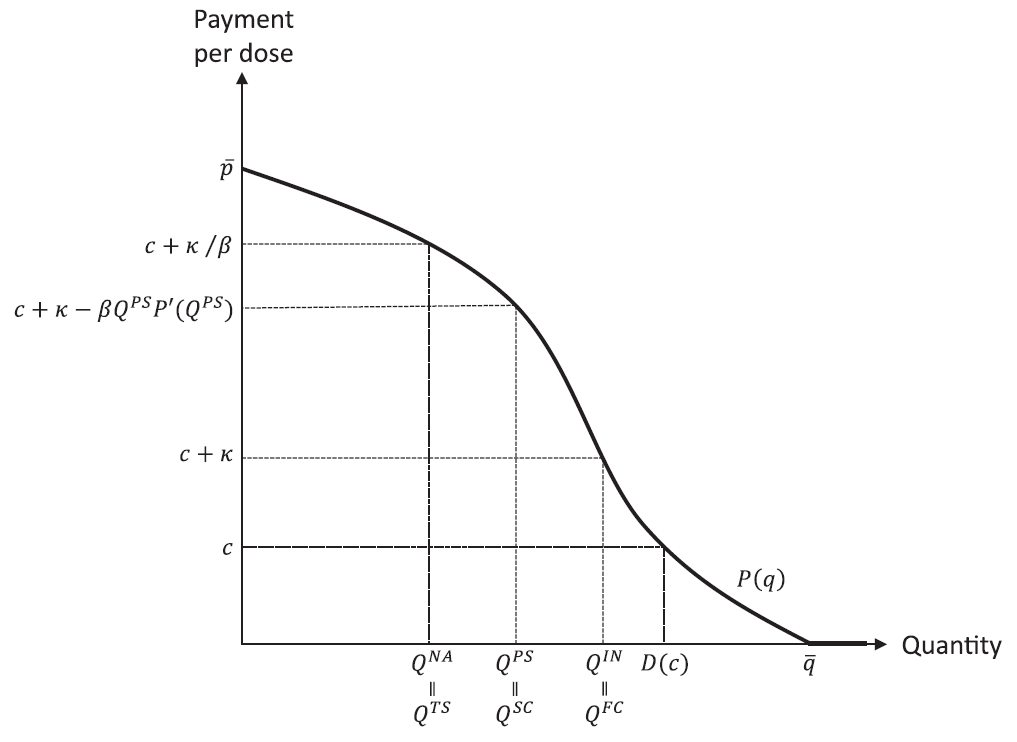 Payment
per dose
p̄
c + κ /β
c + κ − βQ^{PS}P′(Q^{PS})
c + κ
c
P(q)
Quantity
Q^{NA} Q^{PS} Q^{IN} D(c) q̄
= = =
Q^{TS} Q^{SC} Q^{FC}